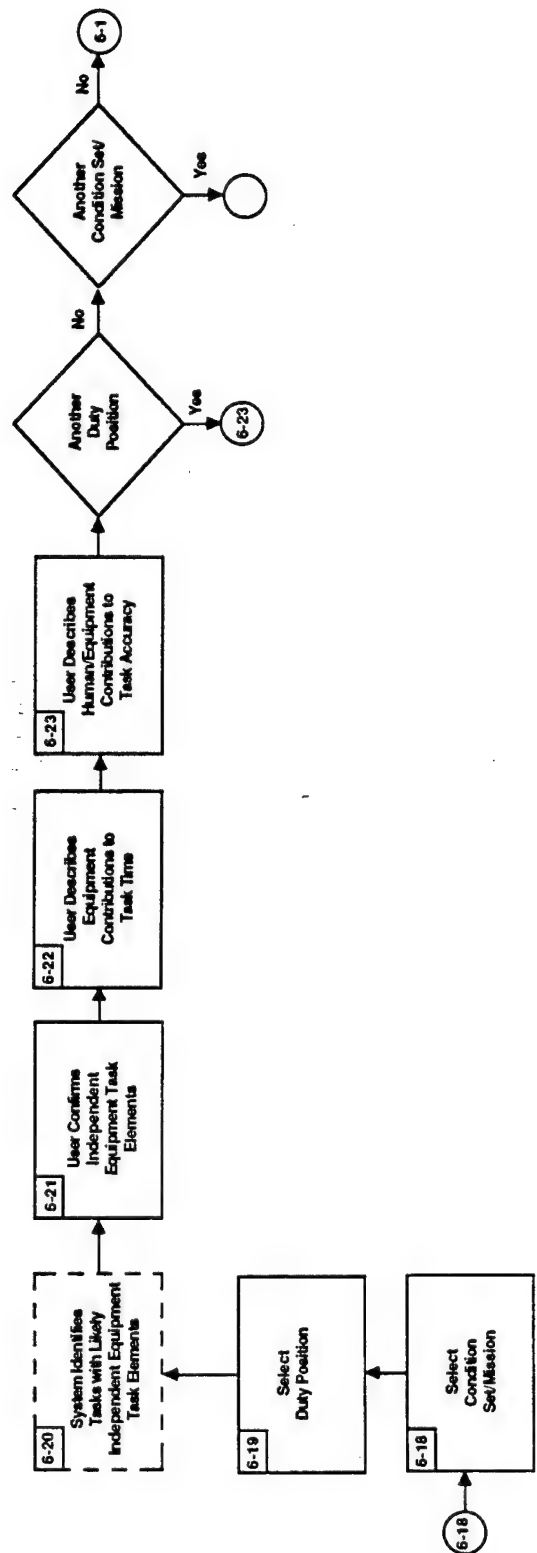 6-18
6-18
Select
Condition
Set/Mission
6-19
Select
Duty Position
6-20
System Identifies
Tasks with Likely
Independent Equipment
Task Elements
6-21
User Confirms
Independent
Equipment Task
Elements
6-22
User Describes
Equipment
Contributions to
Task Time
6-23
User Describes
Human/Equipment
Contributions to
Task Accuracy
Another
Duty
Position
Yes
6-23
No
Another
Condition Set/
Mission
Yes
No
6-1